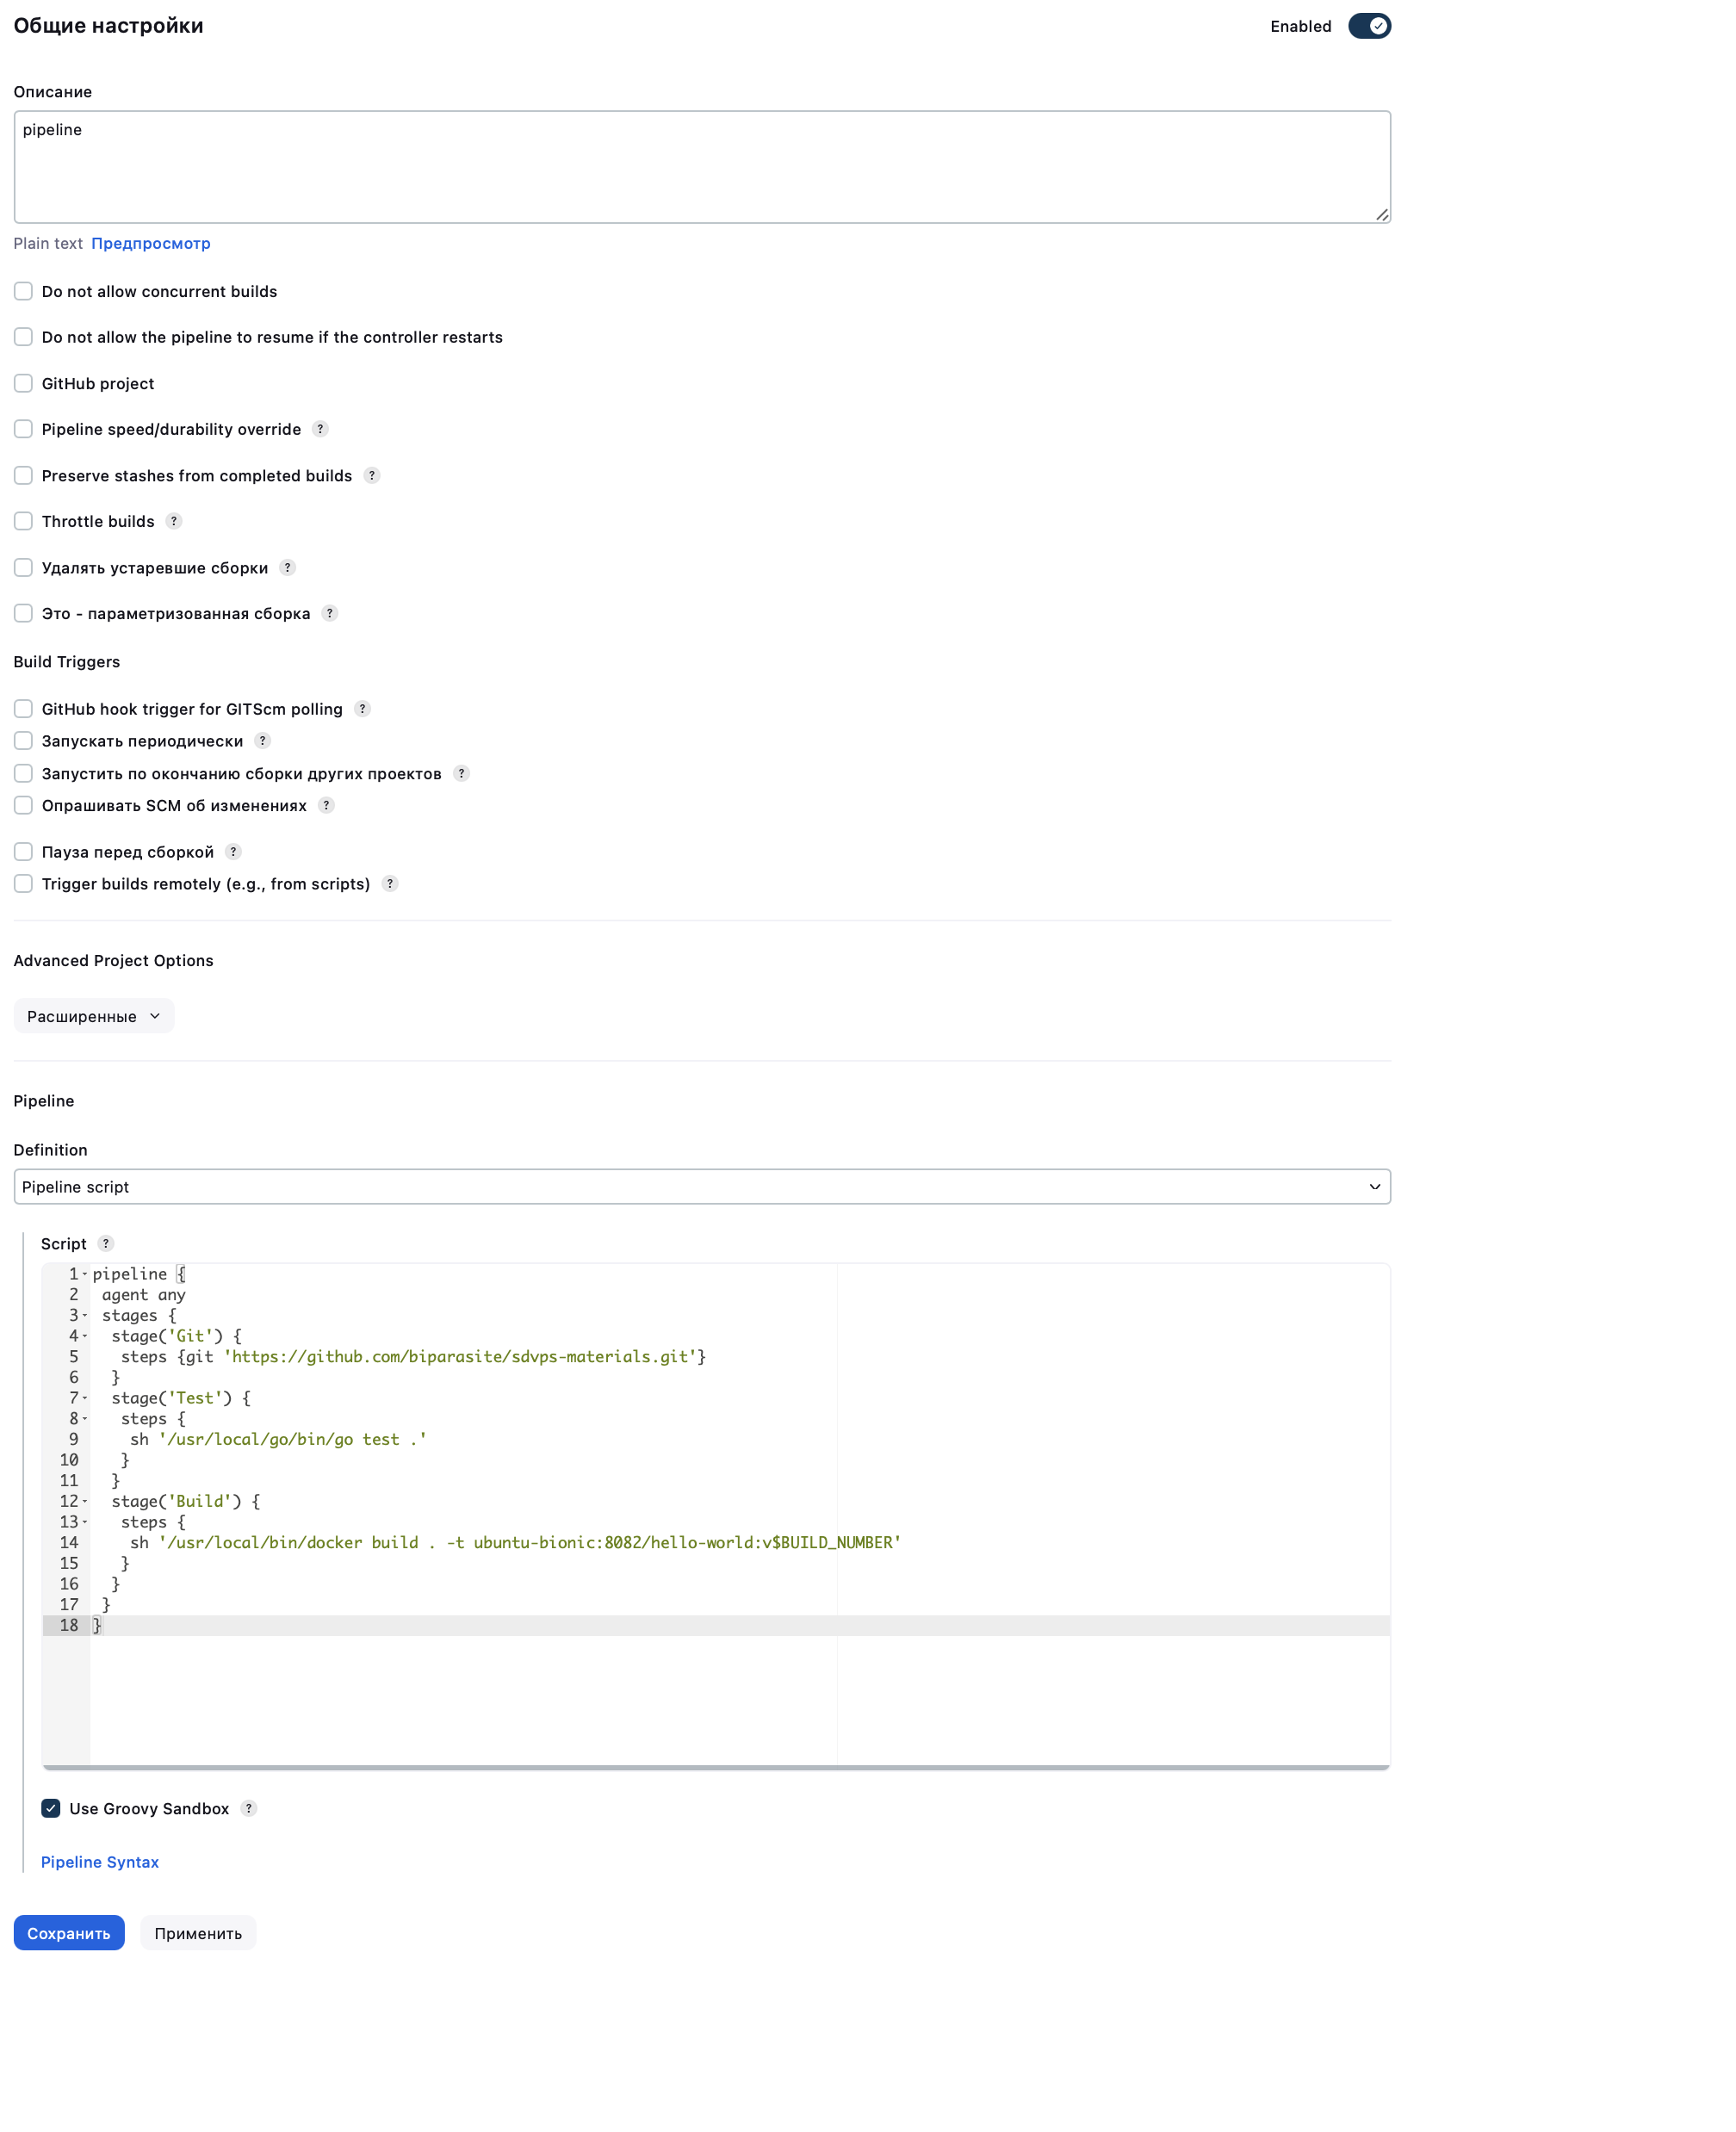 Общие настройки
Enabled
Описание
pipeline
Plain text Предпросмотр
Do not allow concurrent builds
Do not allow the pipeline to resume if the controller restarts
GitHub project
Pipeline speed/durability override ?
Preserve stashes from completed builds ?
Throttle builds ?
Удалять устаревшие сборки ?
Это - параметризованная сборка ?
Build Triggers
GitHub hook trigger for GITScm polling ?
Запускать периодически ?
Запустить по окончанию сборки других проектов ?
Опрашивать SCM об изменениях ?
Пауза перед сборкой ?
Trigger builds remotely (e.g., from scripts) ?
Advanced Project Options
Расширенные
Pipeline
Definition
Pipeline script
Script ?
1 pipeline {
2 agent any
3 stages {
4 stage('Git') {
5 steps {git 'https://github.com/biparasite/sdvps-materials.git'}
6 }
7 stage('Test') {
8 steps {
9 sh '/usr/local/go/bin/go test .'
10 }
11 }
12 stage('Build') {
13 steps {
14 sh '/usr/local/bin/docker build . -t ubuntu-bionic:8082/hello-world:v$BUILD_NUMBER'
15 }
16 }
17 }
18 }
Use Groovy Sandbox ?
Pipeline Syntax
Сохранить
Применить